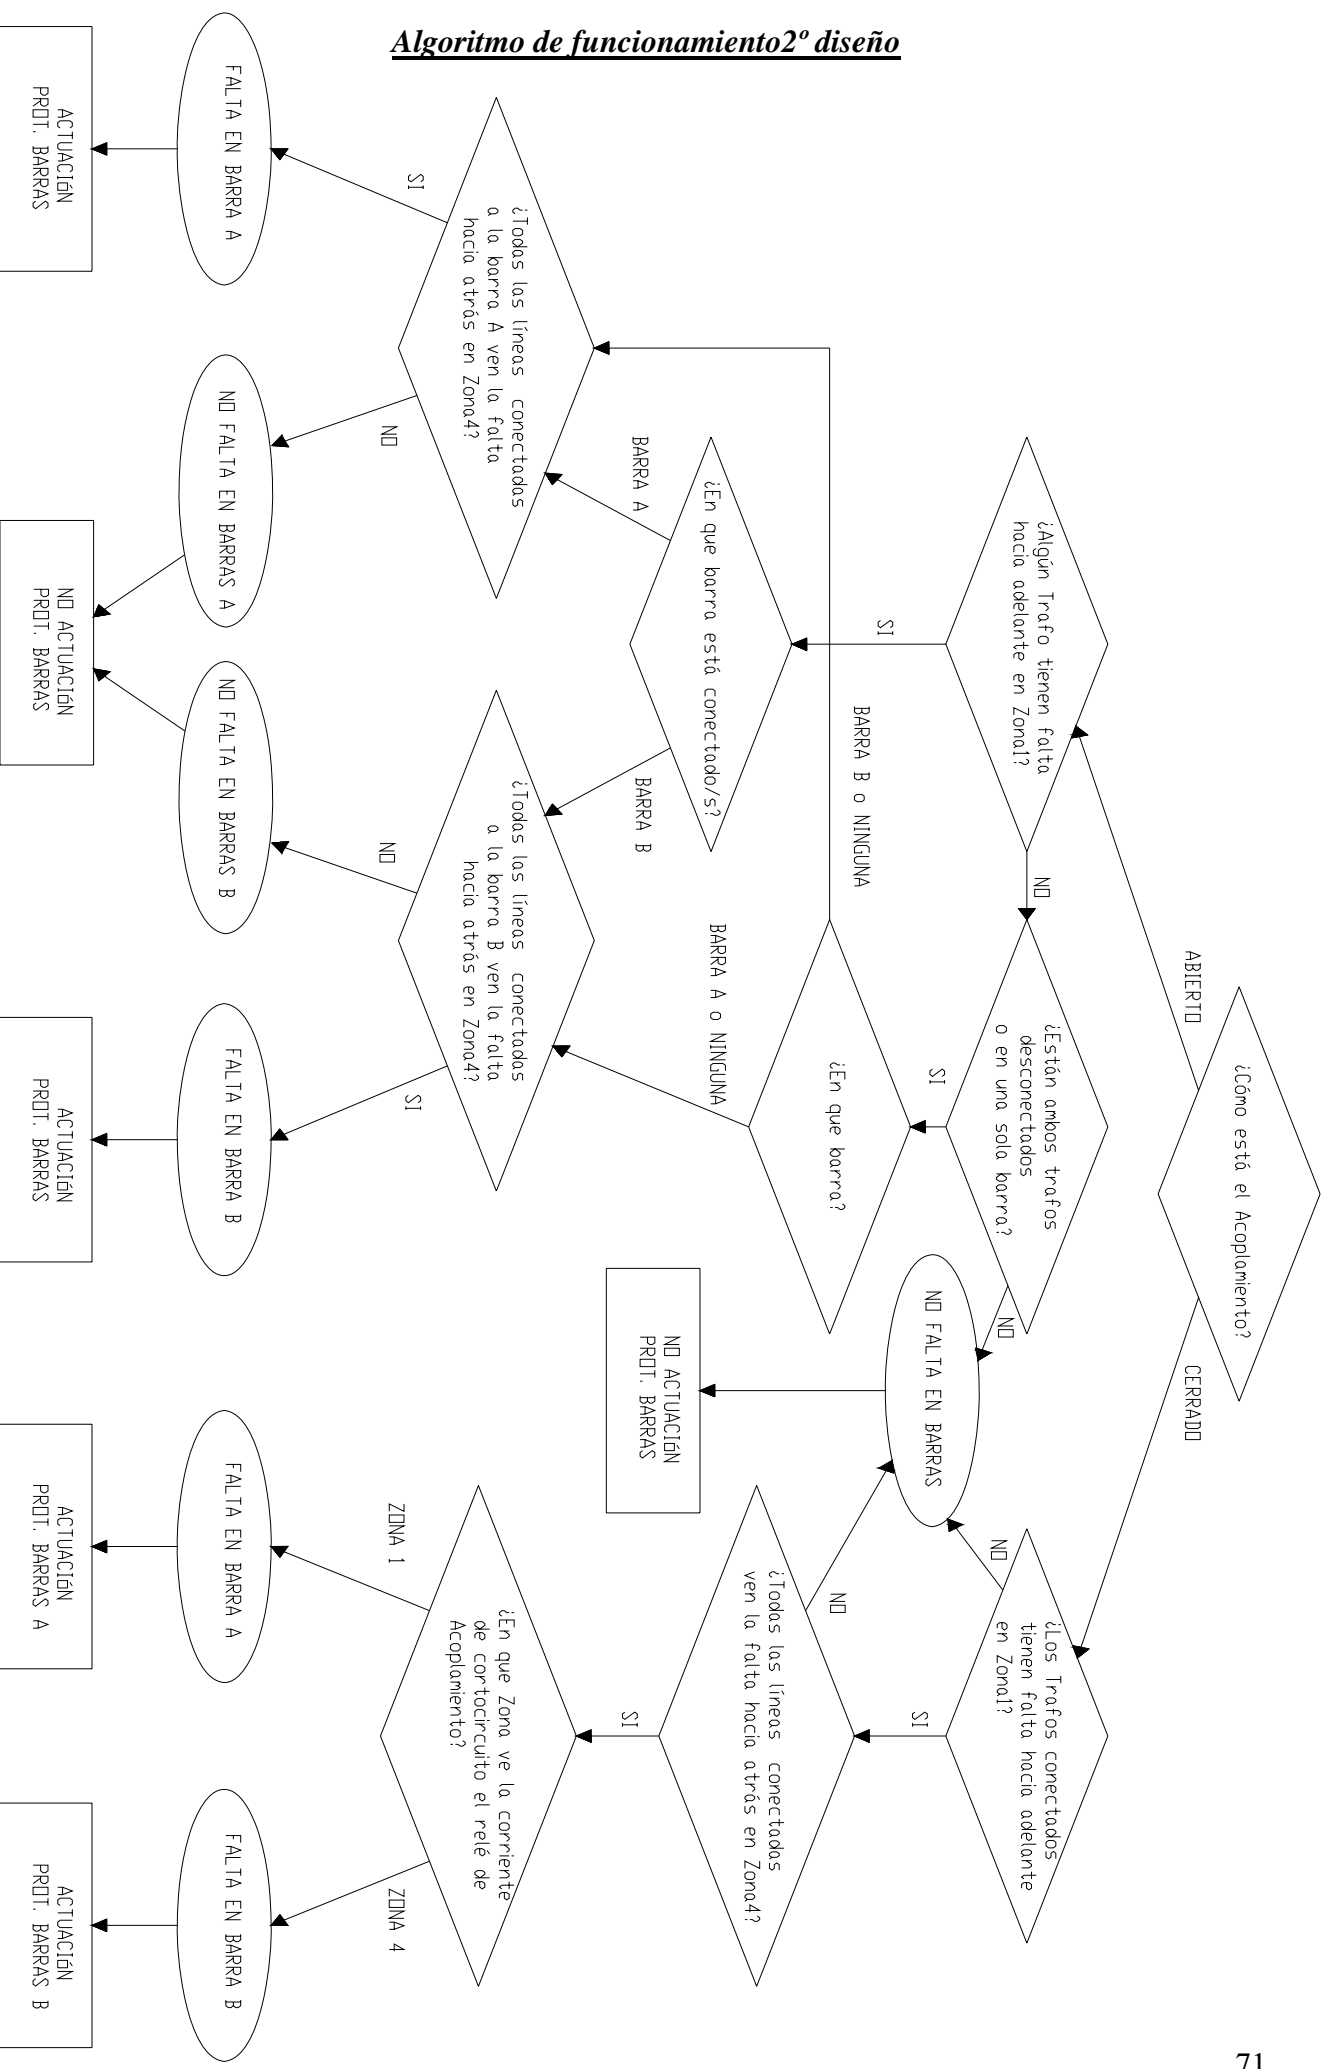 Algoritmo de funcionamiento2º diseño
¿Cómo está el Acoplamiento?
ABIERTO
CERRADO
¿Algún Trafo tienen falta
hacia adelante en Zona1?
NO
¿Están ambos trafos
desconectados
o en una sola barra?
NO
¿Los Trafos conectados
tienen falta hacia adelante
en Zona1?
SI
SI
NO
SI
NO FALTA EN BARRAS
BARRA B o NINGUNA
¿En que barra?
¿En que barra está conectado/s?
BARRA A o NINGUNA
NO
¿Todas las líneas conectadas
ven la falta hacia atrás en Zona4?
NO ACTUACIóN
PROT. BARRAS
BARRA A
BARRA B
SI
¿Todas las líneas conectadas
a la barra A ven la falta
hacia atrás en Zona4?
¿Todas las líneas conectadas
a la barra B ven la falta
hacia atrás en Zona4?
¿En que Zona ve la corriente
de cortocircuito el relé de
Acoplamiento?
SI
NO
NO
SI
ZONA 1
ZONA 4
FALTA EN BARRA A
NO FALTA EN BARRAS A
NO FALTA EN BARRAS B
FALTA EN BARRA B
FALTA EN BARRA A
FALTA EN BARRA B
ACTUACIóN
PROT. BARRAS
NO ACTUACIóN
PROT. BARRAS
ACTUACIóN
PROT. BARRAS
ACTUACIóN
PROT. BARRAS A
ACTUACIóN
PROT. BARRAS B
71